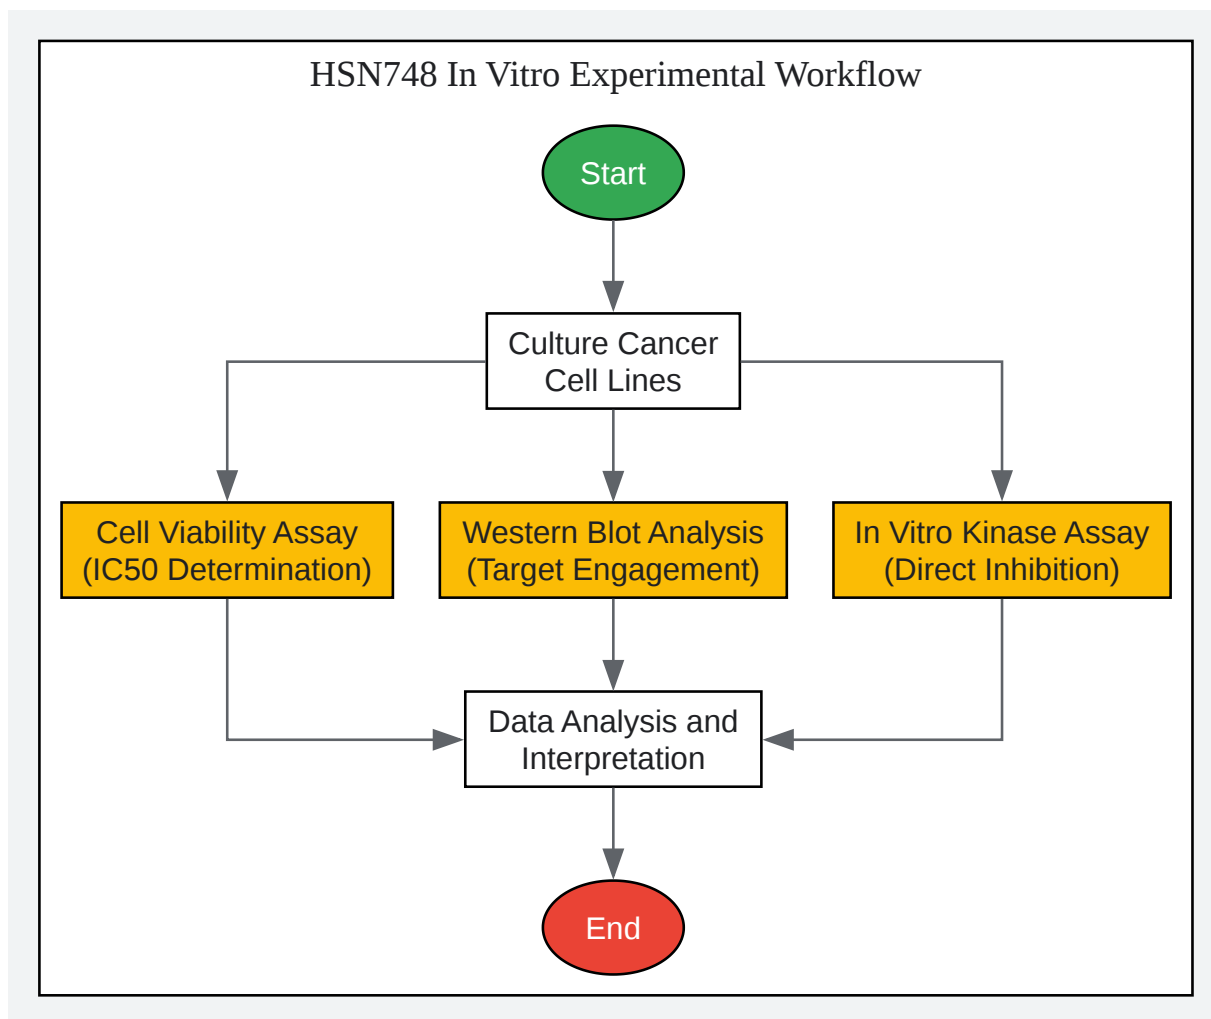 HSN748 In Vitro Experimental Workflow
Start
Culture Cancer
Cell Lines
Cell Viability Assay
(IC50 Determination)
Western Blot Analysis
(Target Engagement)
In Vitro Kinase Assay
(Direct Inhibition)
Data Analysis and
Interpretation
End